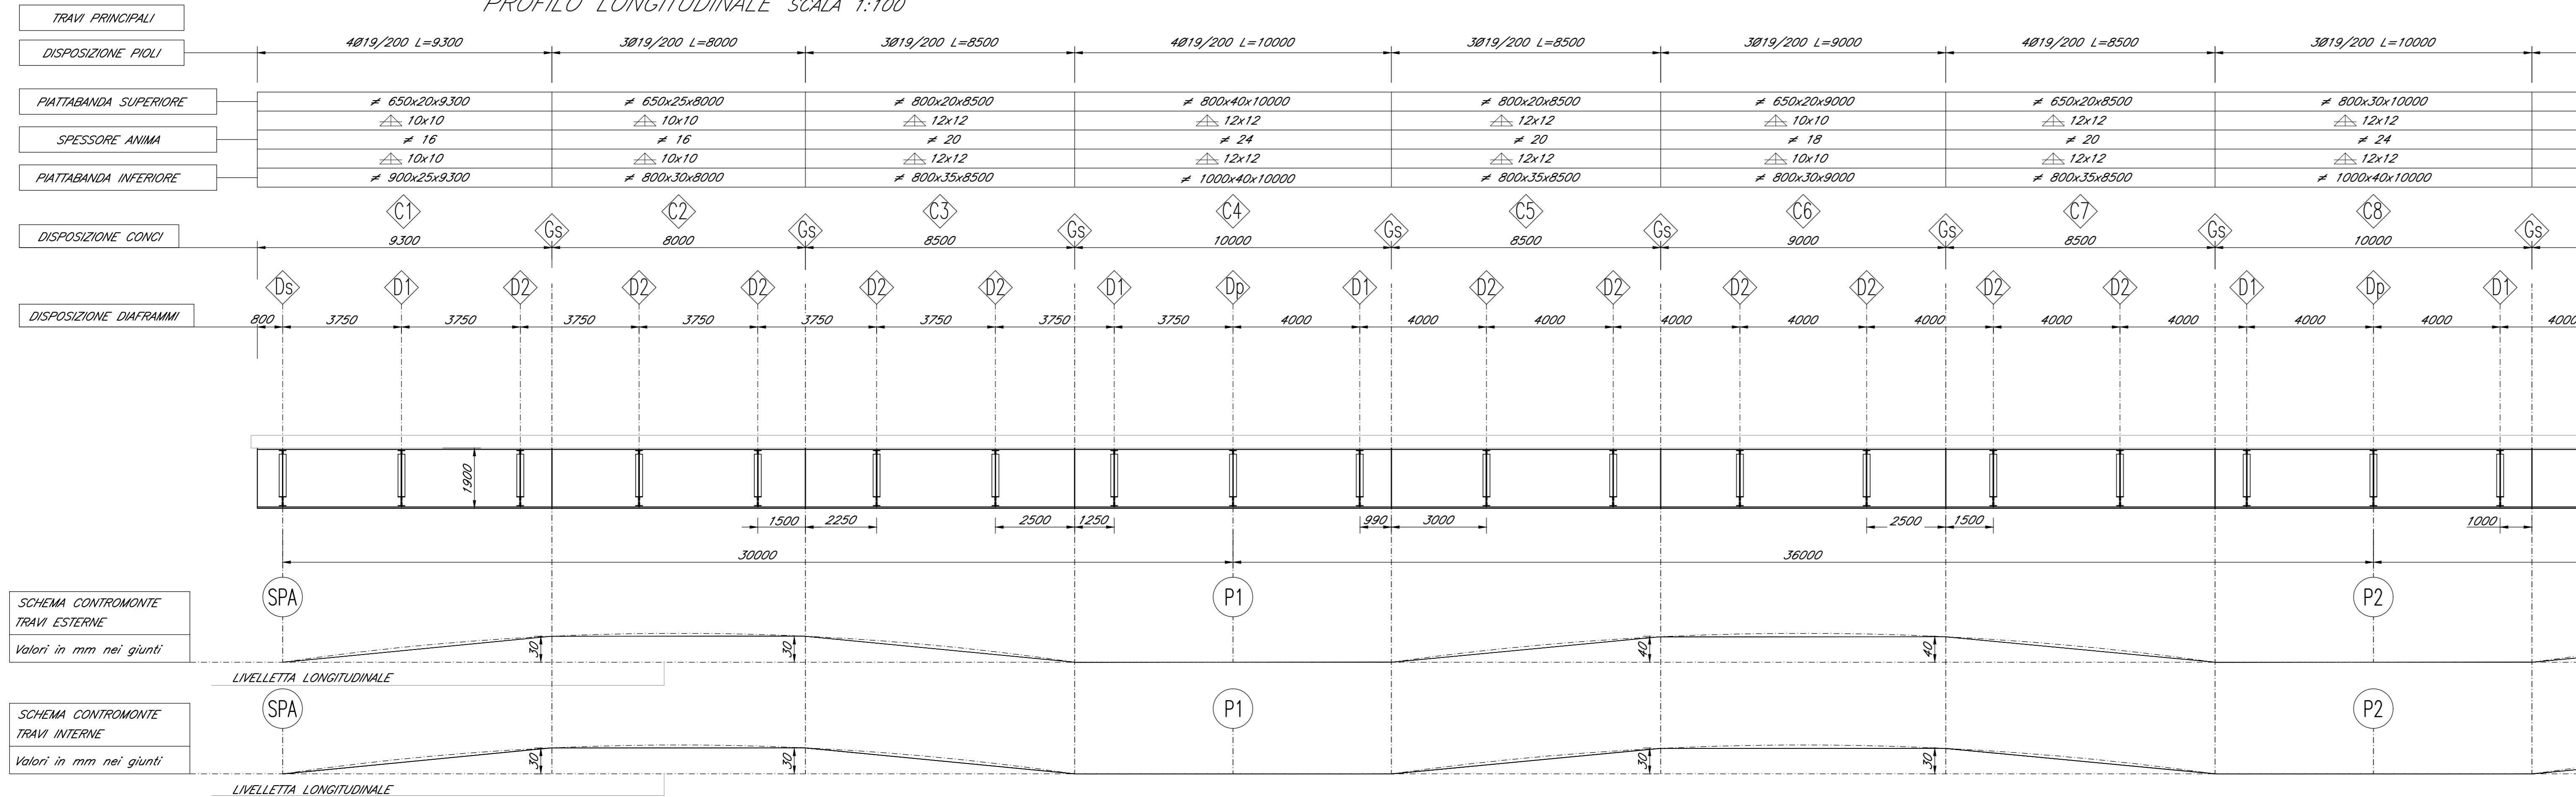 PROFILO LONGITUDINALE SCALA 1:100
TRAVI PRINCIPALI
DISPOSIZIONE PIOLI
4Ø19/200 L=9300 3Ø19/200 L=8000 3Ø19/200 L=8500 4Ø19/200 L=10000 3Ø19/200 L=8500 3Ø19/200 L=9000 4Ø19/200 L=8500 3Ø19/200 L=10000
PIATTABANDA SUPERIORE ≠ 650x20x9300 ≠ 650x25x8000 ≠ 800x20x8500 ≠ 800x40x10000 ≠ 800x20x8500 ≠ 650x20x9000 ≠ 650x20x8500 ≠ 800x30x10000
10x10 10x10 12x12 12x12 12x12 10x10 12x12 12x12
SPESSORE ANIMA ≠ 16 ≠ 16 ≠ 20 ≠ 24 ≠ 20 ≠ 18 ≠ 20 ≠ 24
10x10 10x10 12x12 12x12 12x12 10x10 12x12 12x12
PIATTABANDA INFERIORE ≠ 900x25x9300 ≠ 800x30x8000 ≠ 800x35x8500 ≠ 1000x40x10000 ≠ 800x35x8500 ≠ 800x30x9000 ≠ 800x35x8500 ≠ 1000x40x10000
C1 C2 C3 C4 C5 C6 C7 C8
Gs Gs Gs Gs Gs Gs Gs Gs
DISPOSIZIONE CONCI 9300 8000 8500 10000 8500 9000 8500 10000
Ds D1 D2 D2 D2 D2 D2 D1 Dp D1 D2 D2 D2 D2 D2 D2 D1 Dp D1
DISPOSIZIONE DIAFRAMMI 800 3750 3750 3750 3750 3750 3750 3750 3750 4000 4000 4000 4000 4000 4000 4000 4000 4000 4000 4000
1900
1500 2250 2500 1250 990 3000 2500 1500 1000
30000 36000
SPA P1 P2
SCHEMA CONTROMONTE
TRAVI ESTERNE
Valori in mm nei giunti
30 30 40 40
LIVELLETTA LONGITUDINALE
SPA P1 P2
SCHEMA CONTROMONTE
TRAVI INTERNE
Valori in mm nei giunti
30 30 30 30
LIVELLETTA LONGITUDINALE